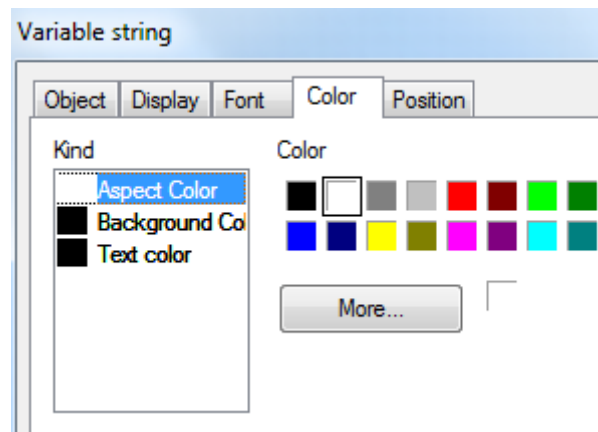 Variable string
Object Display Font Color Position
Kind Color
Aspect Color
Background Col
Text color
More...